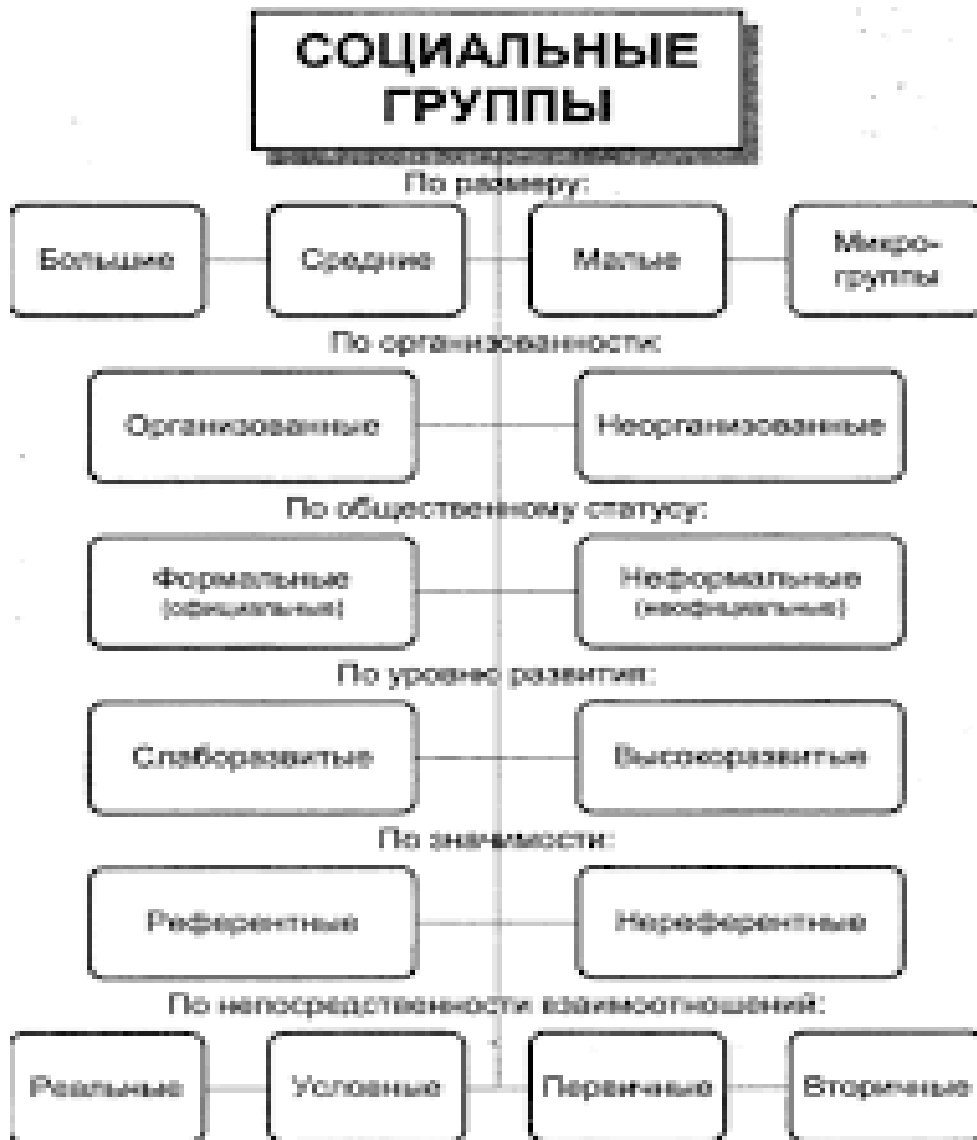 СОЦИАЛЬНЫЕ
ГРУППЫ
По размеру:
Большие Средние Малые Микро-
группы
По организованности:
Организованные Неорганизованные
По общественному статусу:
Формальные Неформальные
(официальные) (неофициальные)
По уровню развития:
Слаборазвитые Высокоразвитые
По значимости:
Референтные Нереферентные
По непосредственности взаимоотношений:
Реальные Условные Первичные Вторичные